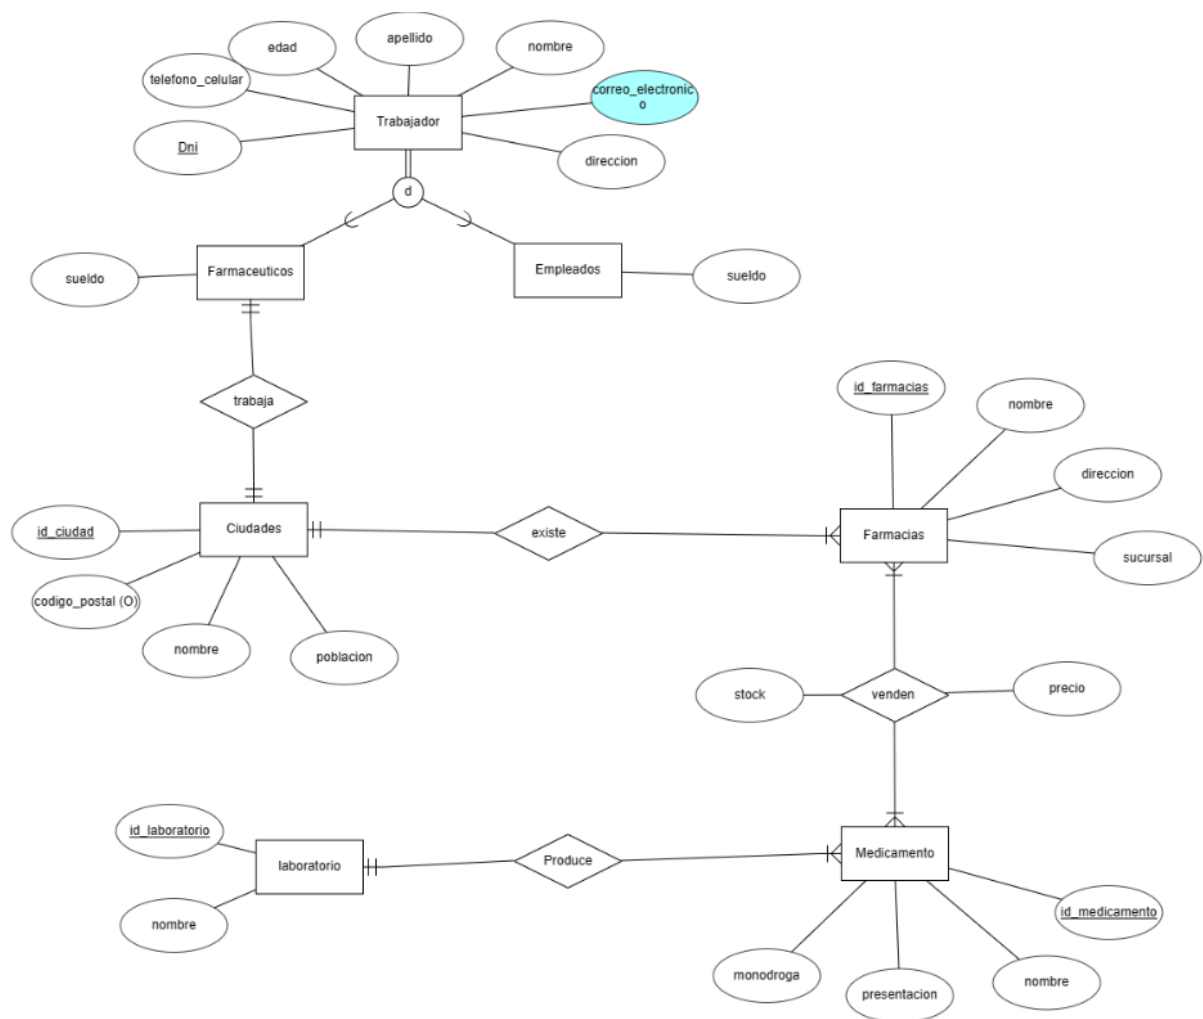 apellido
edad
nombre
telefono_celular
correo_electronic
o
Trabajador
Dni
direccion
d
Farmaceuticos
Empleados
sueldo
sueldo
trabaja
id_farmacias
nombre
direccion
id_ciudad
Ciudades
existe
Farmacias
sucursal
codigo_postal (O)
nombre
poblacion
stock
venden
precio
id_laboratorio
laboratorio
Produce
Medicamento
nombre
id_medicamento
monodroga
presentacion
nombre